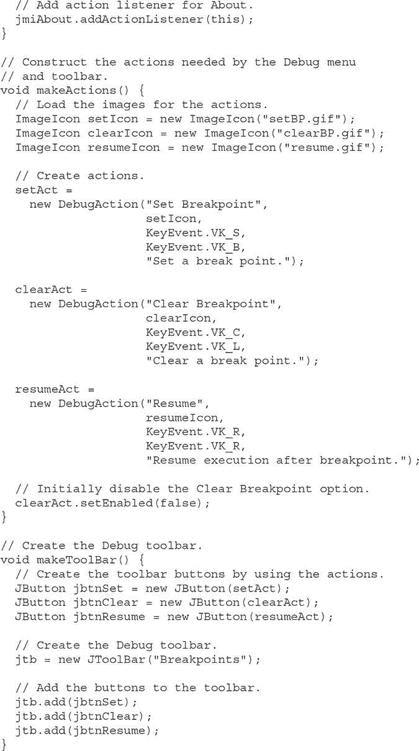 // Add action listener for About.
jmiAbout.addActionListener(this);
}
// Construct the actions needed by the Debug menu
// and toolbar.
void makeActions() {
// Load the images for the actions.
ImageIcon setIcon = new ImageIcon("setBP.gif");
ImageIcon clearIcon = new ImageIcon("clearBP.gif");
ImageIcon resumeIcon = new ImageIcon("resume.gif");
// Create actions.
setAct =
new DebugAction("Set Breakpoint",
setIcon,
KeyEvent.VK_S,
KeyEvent.VK_B,
"Set a break point.");
clearAct =
new DebugAction("Clear Breakpoint",
clearIcon,
KeyEvent.VK_C,
KeyEvent.VK_L,
"Clear a break point.");
resumeAct =
new DebugAction("Resume",
resumeIcon,
KeyEvent.VK_R,
KeyEvent.VK_R,
"Resume execution after breakpoint.");
// Initially disable the Clear Breakpoint option.
clearAct.setEnabled(false);
}
// Create the Debug toolbar.
void makeToolBar() {
// Create the toolbar buttons by using the actions.
JButton jbtnSet = new JButton(setAct);
JButton jbtnClear = new JButton(clearAct);
JButton jbtnResume = new JButton(resumeAct);
// Create the Debug toolbar.
jtb = new JToolBar("Breakpoints");
// Add the buttons to the toolbar.
jtb.add(jbtnSet);
jtb.add(jbtnClear);
jtb.add(jbtnResume);
}